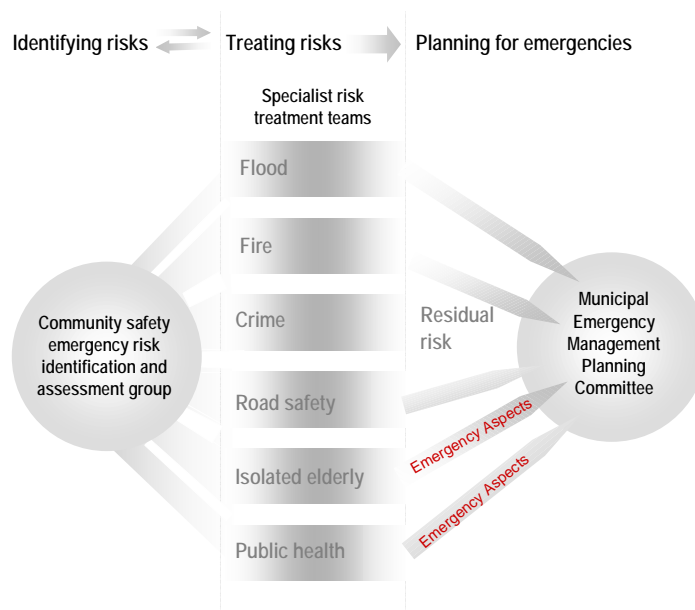 Identifying risks
Treating risks
Planning for emergencies
Specialist risk
treatment teams
Flood
Fire
Crime
Road safety
Isolated elderly
Public health
Community safety
emergency risk
identification and
assessment group
Residual
risk
Emergency Aspects
Emergency Aspects
Municipal
Emergency
Management
Planning
Committee